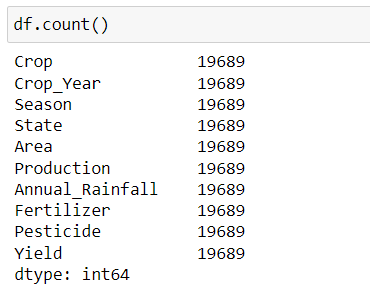 df.count()
Crop 19689
Crop_Year 19689
Season 19689
State 19689
Area 19689
Production 19689
Annual_Rainfall 19689
Fertilizer 19689
Pesticide 19689
Yield 19689
dtype: int64